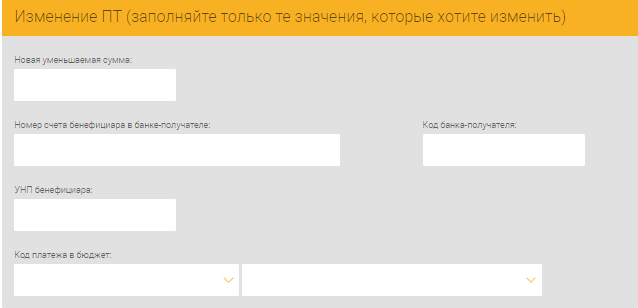 Изменение ПТ (заполняйте только те значения, которые хотите изменить)
Новая уменьшаемая сумма:
Номер счета бенефициара в банке-получателе:
Код банка-получателя:
УНП бенефициара:
Код платежа в бюджет: